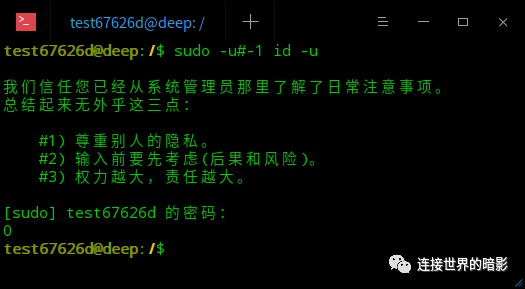 test67626d@deep: /
test67626d@deep:/$ sudo -u#-1 id -u
我们信任您已经从系统管理员那里了解了日常注意事项。
总结起来无外乎这三点：
#1) 尊重别人的隐私。
#2) 输入前要先考虑(后果和风险)。
#3) 权力越大，责任越大。
[sudo] test67626d 的密码：
0
test67626d@deep:/$
连接世界的暗影